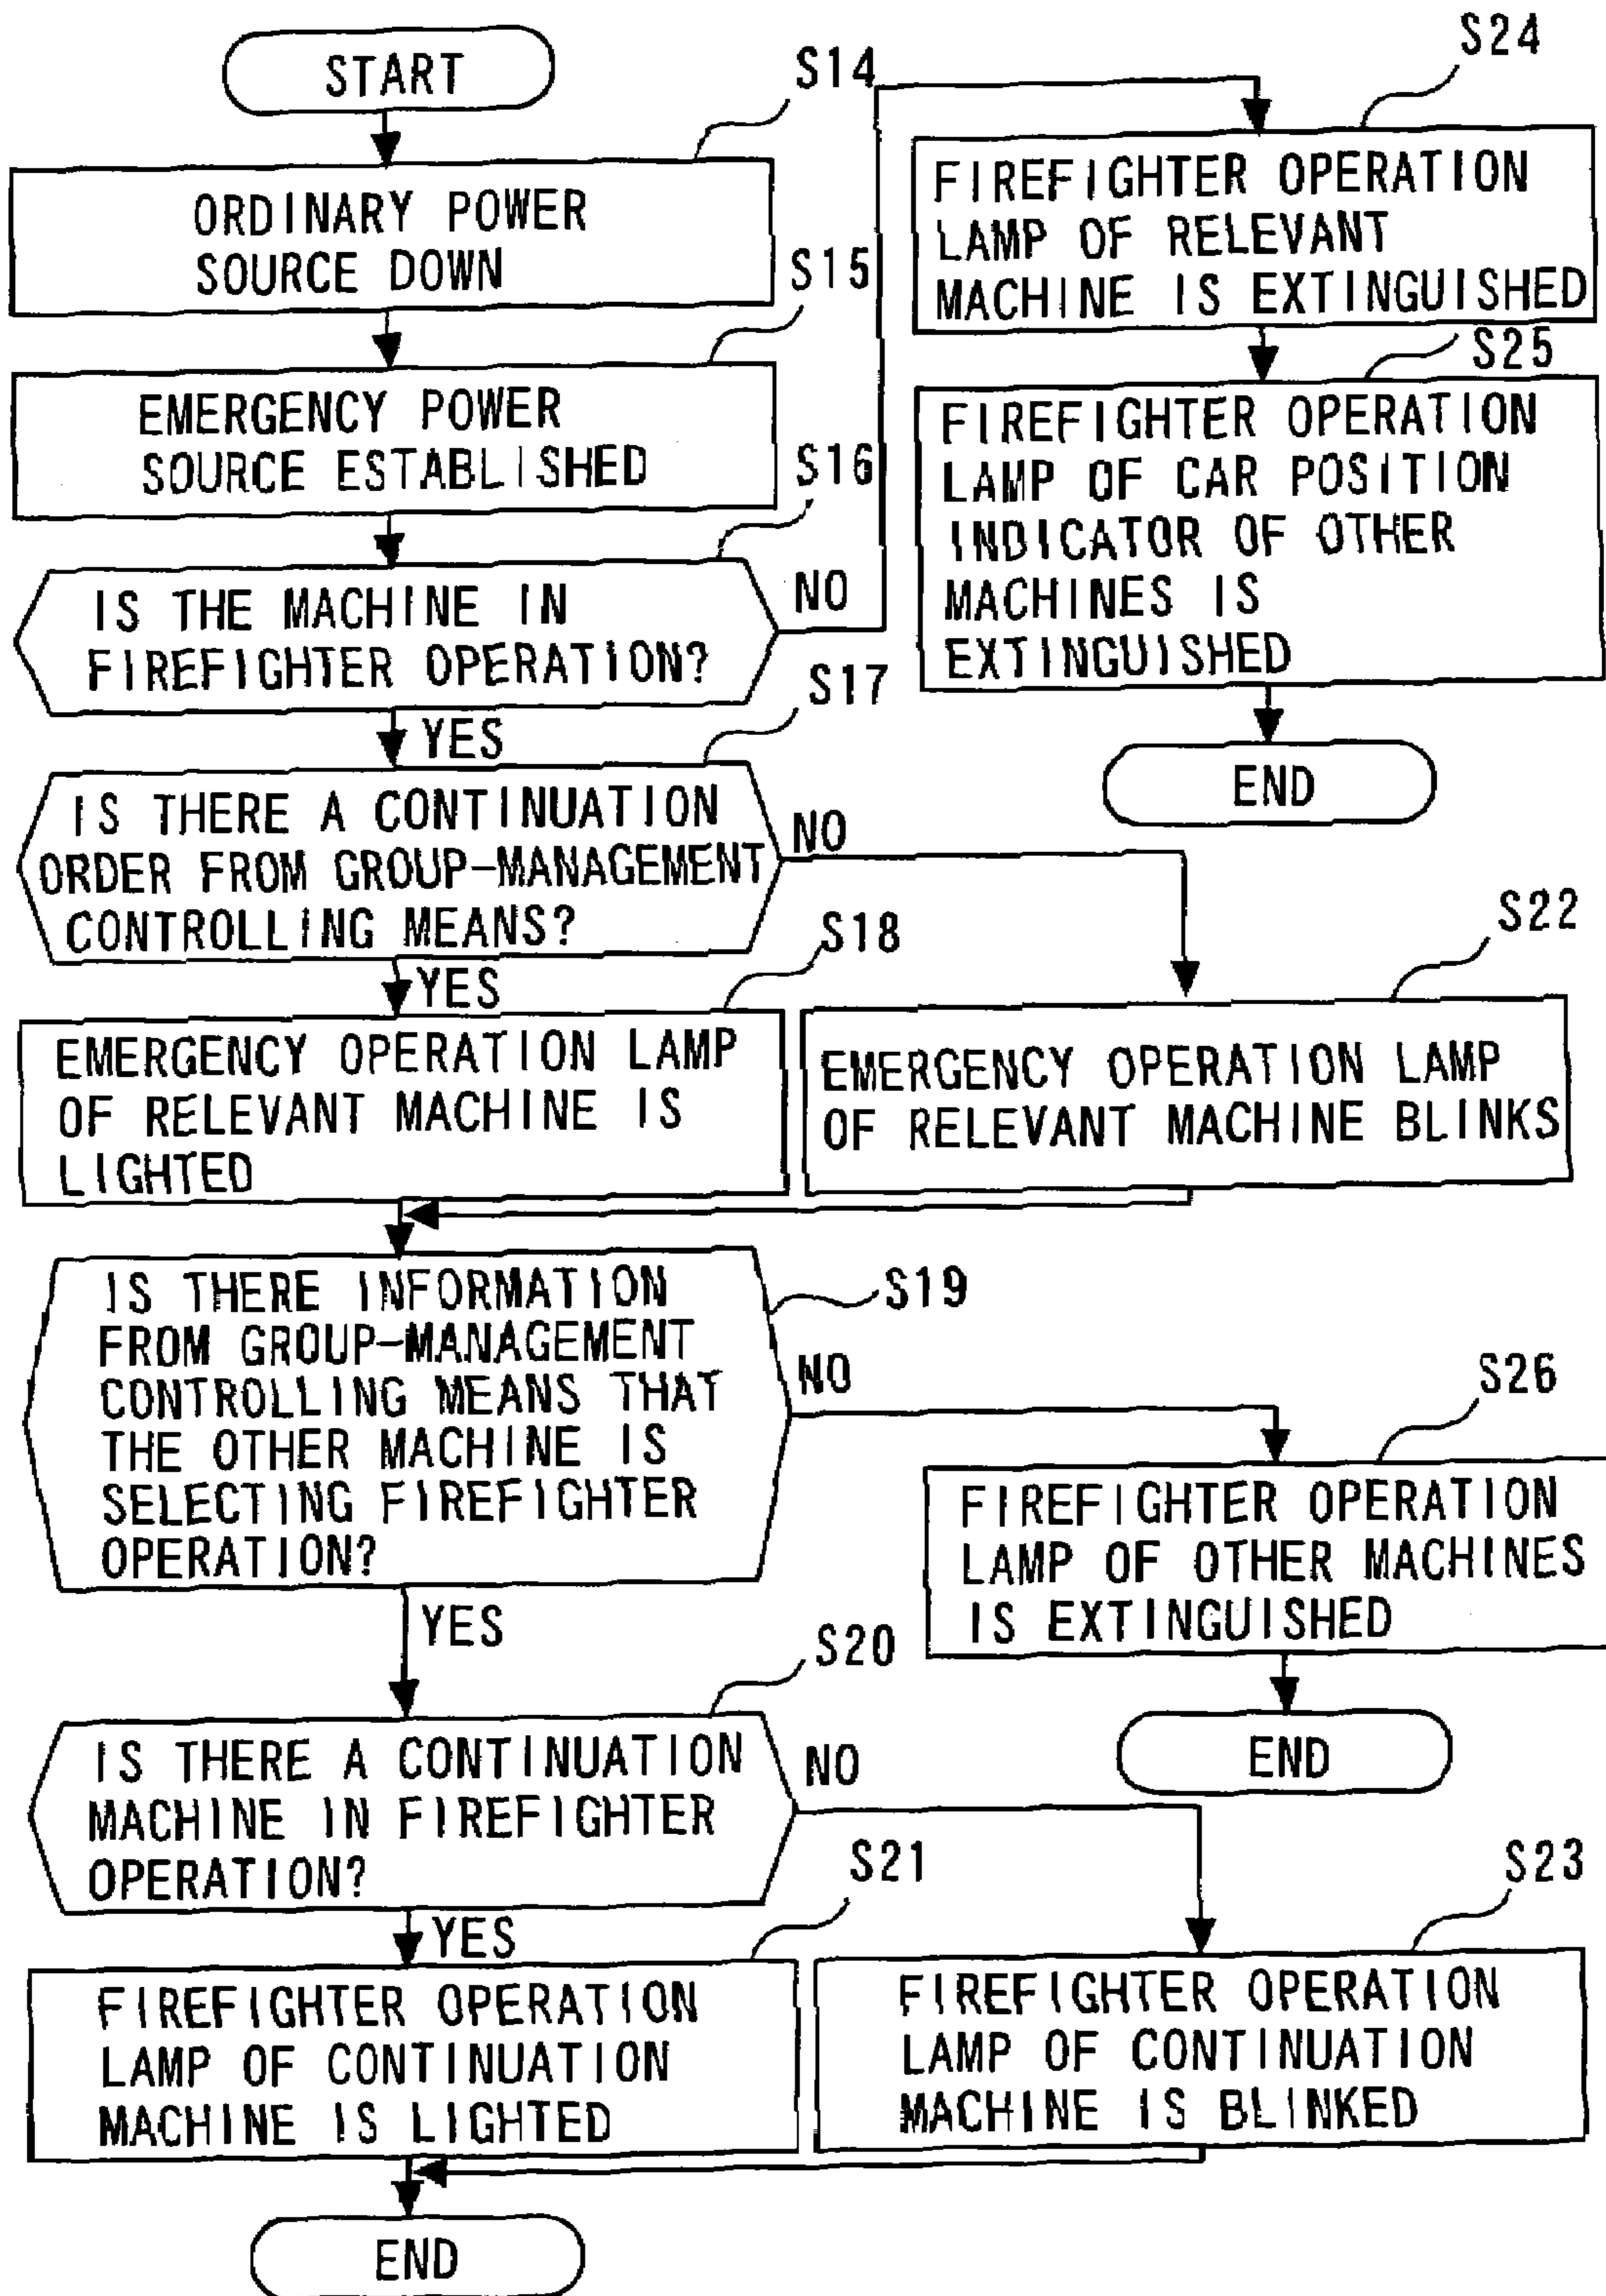 START
S14
ORDINARY POWER
SOURCE DOWN
S15
EMERGENCY POWER
SOURCE ESTABLISHED
S16
IS THE MACHINE IN
FIREFIGHTER OPERATION?
NO
YES
S17
IS THERE A CONTINUATION
ORDER FROM GROUP-MANAGEMENT
CONTROLLING MEANS?
NO
YES
S18
EMERGENCY OPERATION LAMP
OF RELEVANT MACHINE IS
LIGHTED
S22
EMERGENCY OPERATION LAMP
OF RELEVANT MACHINE BLINKS
S19
IS THERE INFORMATION
FROM GROUP-MANAGEMENT
CONTROLLING MEANS THAT
THE OTHER MACHINE IS
SELECTING FIREFIGHTER
OPERATION?
NO
YES
S20
IS THERE A CONTINUATION
MACHINE IN FIREFIGHTER
OPERATION?
NO
YES
S21
FIREFIGHTER OPERATION
LAMP OF CONTINUATION
MACHINE IS LIGHTED
S23
FIREFIGHTER OPERATION
LAMP OF CONTINUATION
MACHINE IS BLINKED
END
S24
FIREFIGHTER OPERATION
LAMP OF RELEVANT
MACHINE IS EXTINGUISHED
S25
FIREFIGHTER OPERATION
LAMP OF CAR POSITION
INDICATOR OF OTHER
MACHINES IS
EXTINGUISHED
END
S26
FIREFIGHTER OPERATION
LAMP OF OTHER MACHINES
IS EXTINGUISHED
END